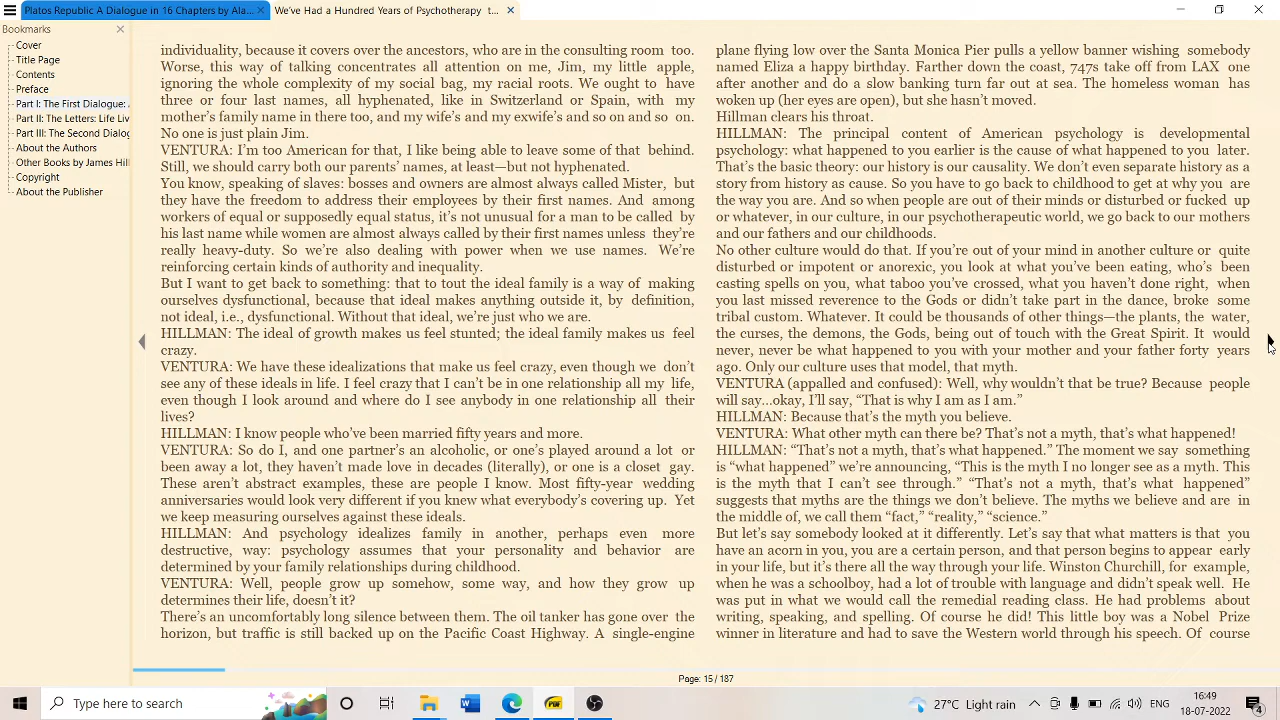 Platos Republic A Dialogue in 16 Chapters by Ala...
We've Had a Hundred Years of Psychotherapy t...
Bookmarks
Cover
Title Page
Contents
Preface
Part I: The First Dialogue:
Part II: The Letters: Life Liv
Part III: The Second Dialog
About the Authors
Other Books by James Hill
Copyright
About the Publisher
individuality, because it covers over the ancestors, who are in the consulting room too.
Worse, this way of talking concentrates all attention on me, Jim, my little apple,
ignoring the whole complexity of my social bag, my racial roots. We ought to have
three or four last names, all hyphenated, like in Switzerland or Spain, with my
mother's family name in there too, and my wife's and my exwife's and so on and so on.
No one is just plain Jim.
VENTURA: I'm too American for that, I like being able to leave some of that behind.
Still, we should carry both our parents' names, at least—but not hyphenated.
You know, speaking of slaves: bosses and owners are almost always called Mister, but
they have the freedom to address their employees by their first names. And among
workers of equal or supposedly equal status, it's not unusual for a man to be called by
his last name while women are almost always called by their first names unless they're
really heavy-duty. So we're also dealing with power when we use names. We're
reinforcing certain kinds of authority and inequality.
But I want to get back to something: that to tout the ideal family is a way of making
ourselves dysfunctional, because that ideal makes anything outside it, by definition,
not ideal, i.e., dysfunctional. Without that ideal, we're just who we are.
HILLMAN: The ideal of growth makes us feel stunted; the ideal family makes us feel
crazy.
VENTURA: We have these idealizations that make us feel crazy, even though we don't
see any of these ideals in life. I feel crazy that I can't be in one relationship all my life,
even though I look around and where do I see anybody in one relationship all their
lives?
HILLMAN: I know people who've been married fifty years and more.
VENTURA: So do I, and one partner's an alcoholic, or one's played around a lot or
been away a lot, they haven't made love in decades (literally), or one is a closet gay.
These aren't abstract examples, these are people I know. Most fifty-year wedding
anniversaries would look very different if you knew what everybody's covering up. Yet
we keep measuring ourselves against these ideals.
HILLMAN: And psychology idealizes family in another, perhaps even more
destructive, way: psychology assumes that your personality and behavior are
determined by your family relationships during childhood.
VENTURA: Well, people grow up somehow, some way, and how they grow up
determines their life, doesn't it?
There's an uncomfortably long silence between them. The oil tanker has gone over the
horizon, but traffic is still backed up on the Pacific Coast Highway. A single-engine
plane flying low over the Santa Monica Pier pulls a yellow banner wishing somebody
named Eliza a happy birthday. Farther down the coast, 747s take off from LAX one
after another and do a slow banking turn far out at sea. The homeless woman has
woken up (her eyes are open), but she hasn't moved.
Hillman clears his throat.
HILLMAN: The principal content of American psychology is developmental
psychology: what happened to you earlier is the cause of what happened to you later.
That's the basic theory: our history is our causality. We don't even separate history as a
story from history as cause. So you have to go back to childhood to get at why you are
the way you are. And so when people are out of their minds or disturbed or fucked up
or whatever, in our culture, in our psychotherapeutic world, we go back to our mothers
and our fathers and our childhoods.
No other culture would do that. If you're out of your mind in another culture or quite
disturbed or impotent or anorexic, you look at what you've been eating, who's been
casting spells on you, what taboo you've crossed, what you haven't done right, when
you last missed reverence to the Gods or didn't take part in the dance, broke some
tribal custom. Whatever. It could be thousands of other things—the plants, the water,
the curses, the demons, the Gods, being out of touch with the Great Spirit. It would
never, never be what happened to you with your mother and your father forty years
ago. Only our culture uses that model, that myth.
VENTURA (appalled and confused): Well, why wouldn't that be true? Because people
will say…okay, I'll say, “That is why I am as I am.”
HILLMAN: Because that's the myth you believe.
VENTURA: What other myth can there be? That's not a myth, that's what happened!
HILLMAN: “That's not a myth, that's what happened.” The moment we say something
is “what happened” we're announcing, “This is the myth I no longer see as a myth. This
is the myth that I can't see through.” “That's not a myth, that's what happened”
suggests that myths are the things we don't believe. The myths we believe and are in
the middle of, we call them “fact,” “reality,” “science.”
But let's say somebody looked at it differently. Let's say that what matters is that you
have an acorn in you, you are a certain person, and that person begins to appear early
in your life, but it's there all the way through your life. Winston Churchill, for example,
when he was a schoolboy, had a lot of trouble with language and didn't speak well. He
was put in what we would call the remedial reading class. He had problems about
writing, speaking, and spelling. Of course he did! This little boy was a Nobel Prize
winner in literature and had to save the Western world through his speech. Of course
Page: 15 / 187
Type here to search
27°C Light rain
ENG
16:49
18-07-2022
4